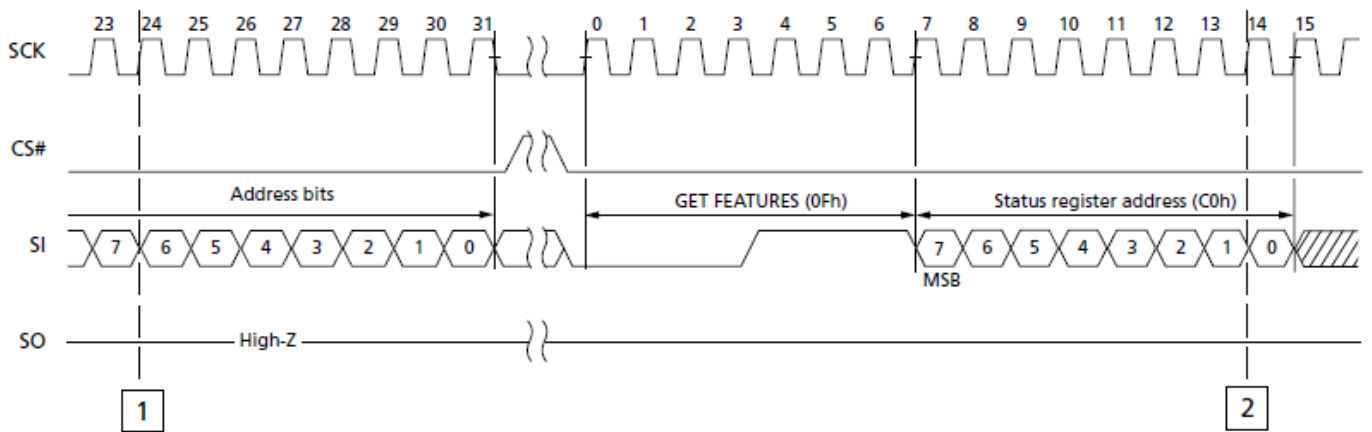 23 24 25 26 27 28 29 30 31 0 1 2 3 4 5 6 7 8 9 10 11 12 13 14 15
SCK
CS#
Address bits GET FEATURES (0Fh) Status register address (C0h)
SI 7 6 5 4 3 2 1 0 7 6 5 4 3 2 1 0
MSB
SO High-Z
1 2